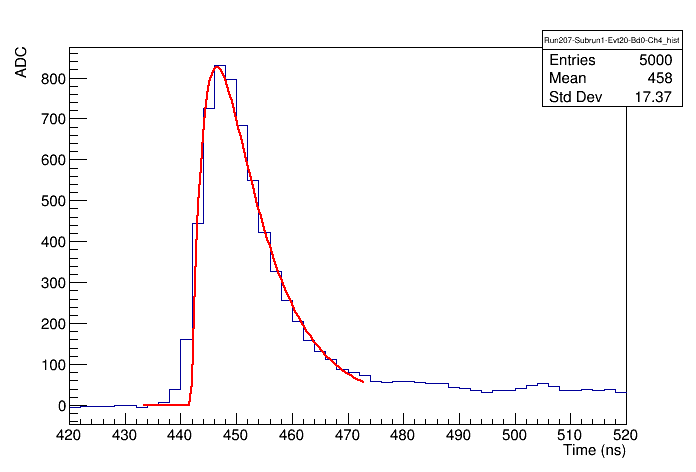 Run207-Subrun1-Evt20-Bd0-Ch4_hist
Entries 5000
Mean 458
Std Dev 17.37
ADC
800
700
600
500
400
300
200
100
0
420 430 440 450 460 470 480 490 500 510 520
Time (ns)